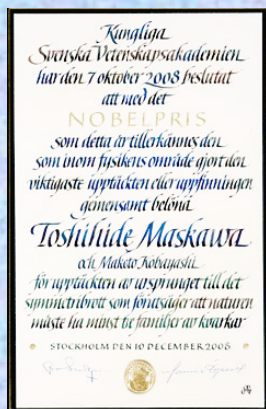 Kungliga
Svenska Vetenskapsakademien
har den 7 oktober 2008 beslutat
att med det
NOBELPRIS
som detta år tillerkännes den
som inom fysikens område gjort den
viktigaste upptäckten eller uppfinningen
gemensamt belöna
Toshihide Maskawa
och Makoto Kobayashi
för upptäckten av ursprunget till det
symmetribrott som förutsäger att naturen
måste ha minst tre familjer av kvarkar
STOCKHOLM DEN 10 DECEMBER 2008